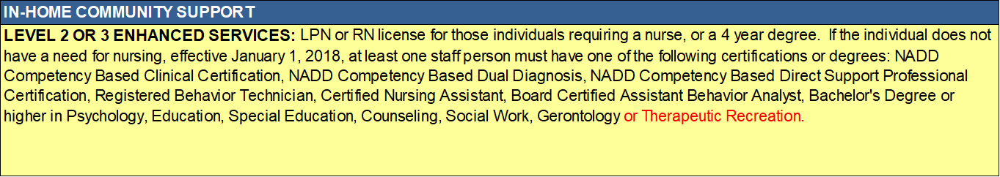 IN-HOME COMMUNITY SUPPORT
LEVEL 2 OR 3 ENHANCED SERVICES: LPN or RN license for those individuals requiring a nurse, or a 4 year degree.  If the individual does not
have a need for nursing, effective January 1, 2018, at least one staff person must have one of the following certifications or degrees: NADD
Competency Based Clinical Certification, NADD Competency Based Dual Diagnosis, NADD Competency Based Direct Support Professional
Certification, Registered Behavior Technician, Certified Nursing Assistant, Board Certified Assistant Behavior Analyst, Bachelor's Degree or
higher in Psychology, Education, Special Education, Counseling, Social Work, Gerontology or Therapeutic Recreation.